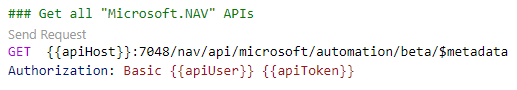 ### Get all "Microsoft.NAV" APIs
Send Request
GET  {{apiHost}}:7048/nav/api/microsoft/automation/beta/$metadata
Authorization: Basic {{apiUser}} {{apiToken}}